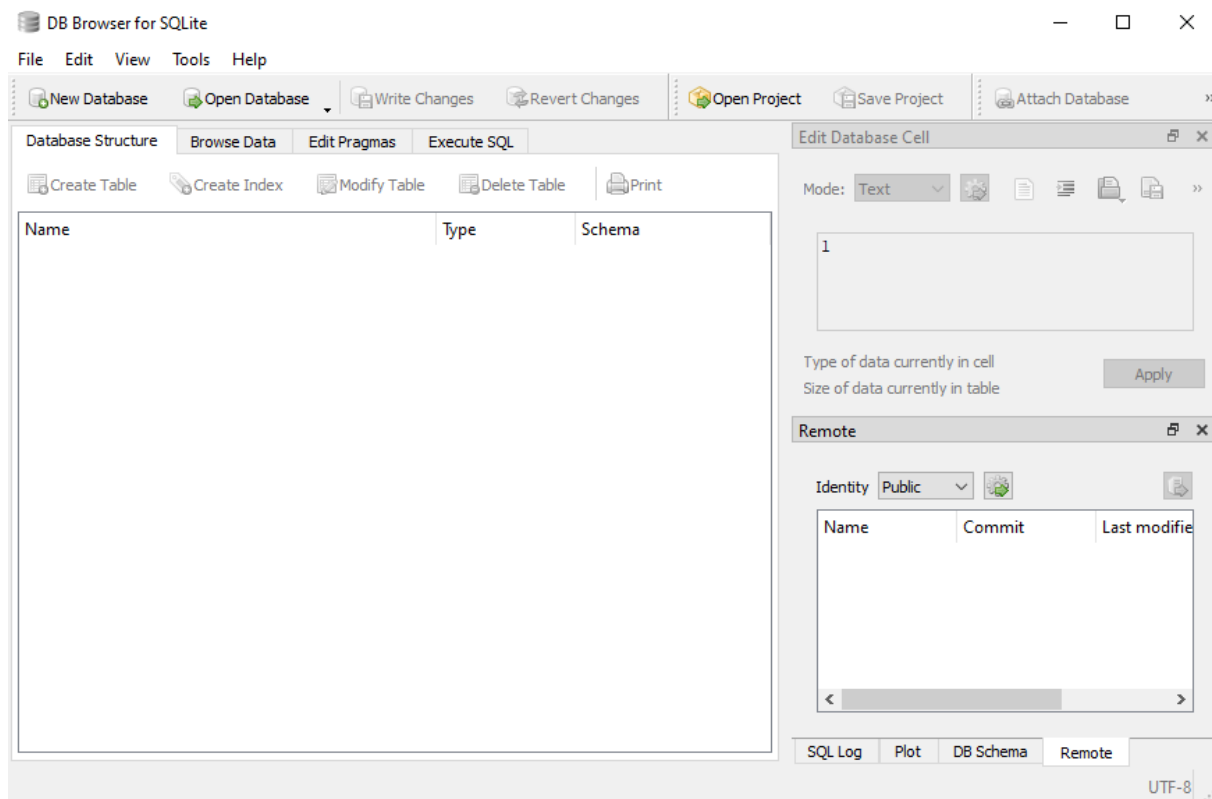 DB Browser for SQLite
File Edit View Tools Help
New Database Open Database Write Changes Revert Changes Open Project Save Project Attach Database »
Database Structure Browse Data Edit Pragmas Execute SQL
Create Table Create Index Modify Table Delete Table Print
Name Type Schema
Edit Database Cell
Mode: Text »
1
Type of data currently in cell
Size of data currently in table
Apply
Remote
Identity Public
Name Commit Last modifie
SQL Log Plot DB Schema Remote
UTF-8